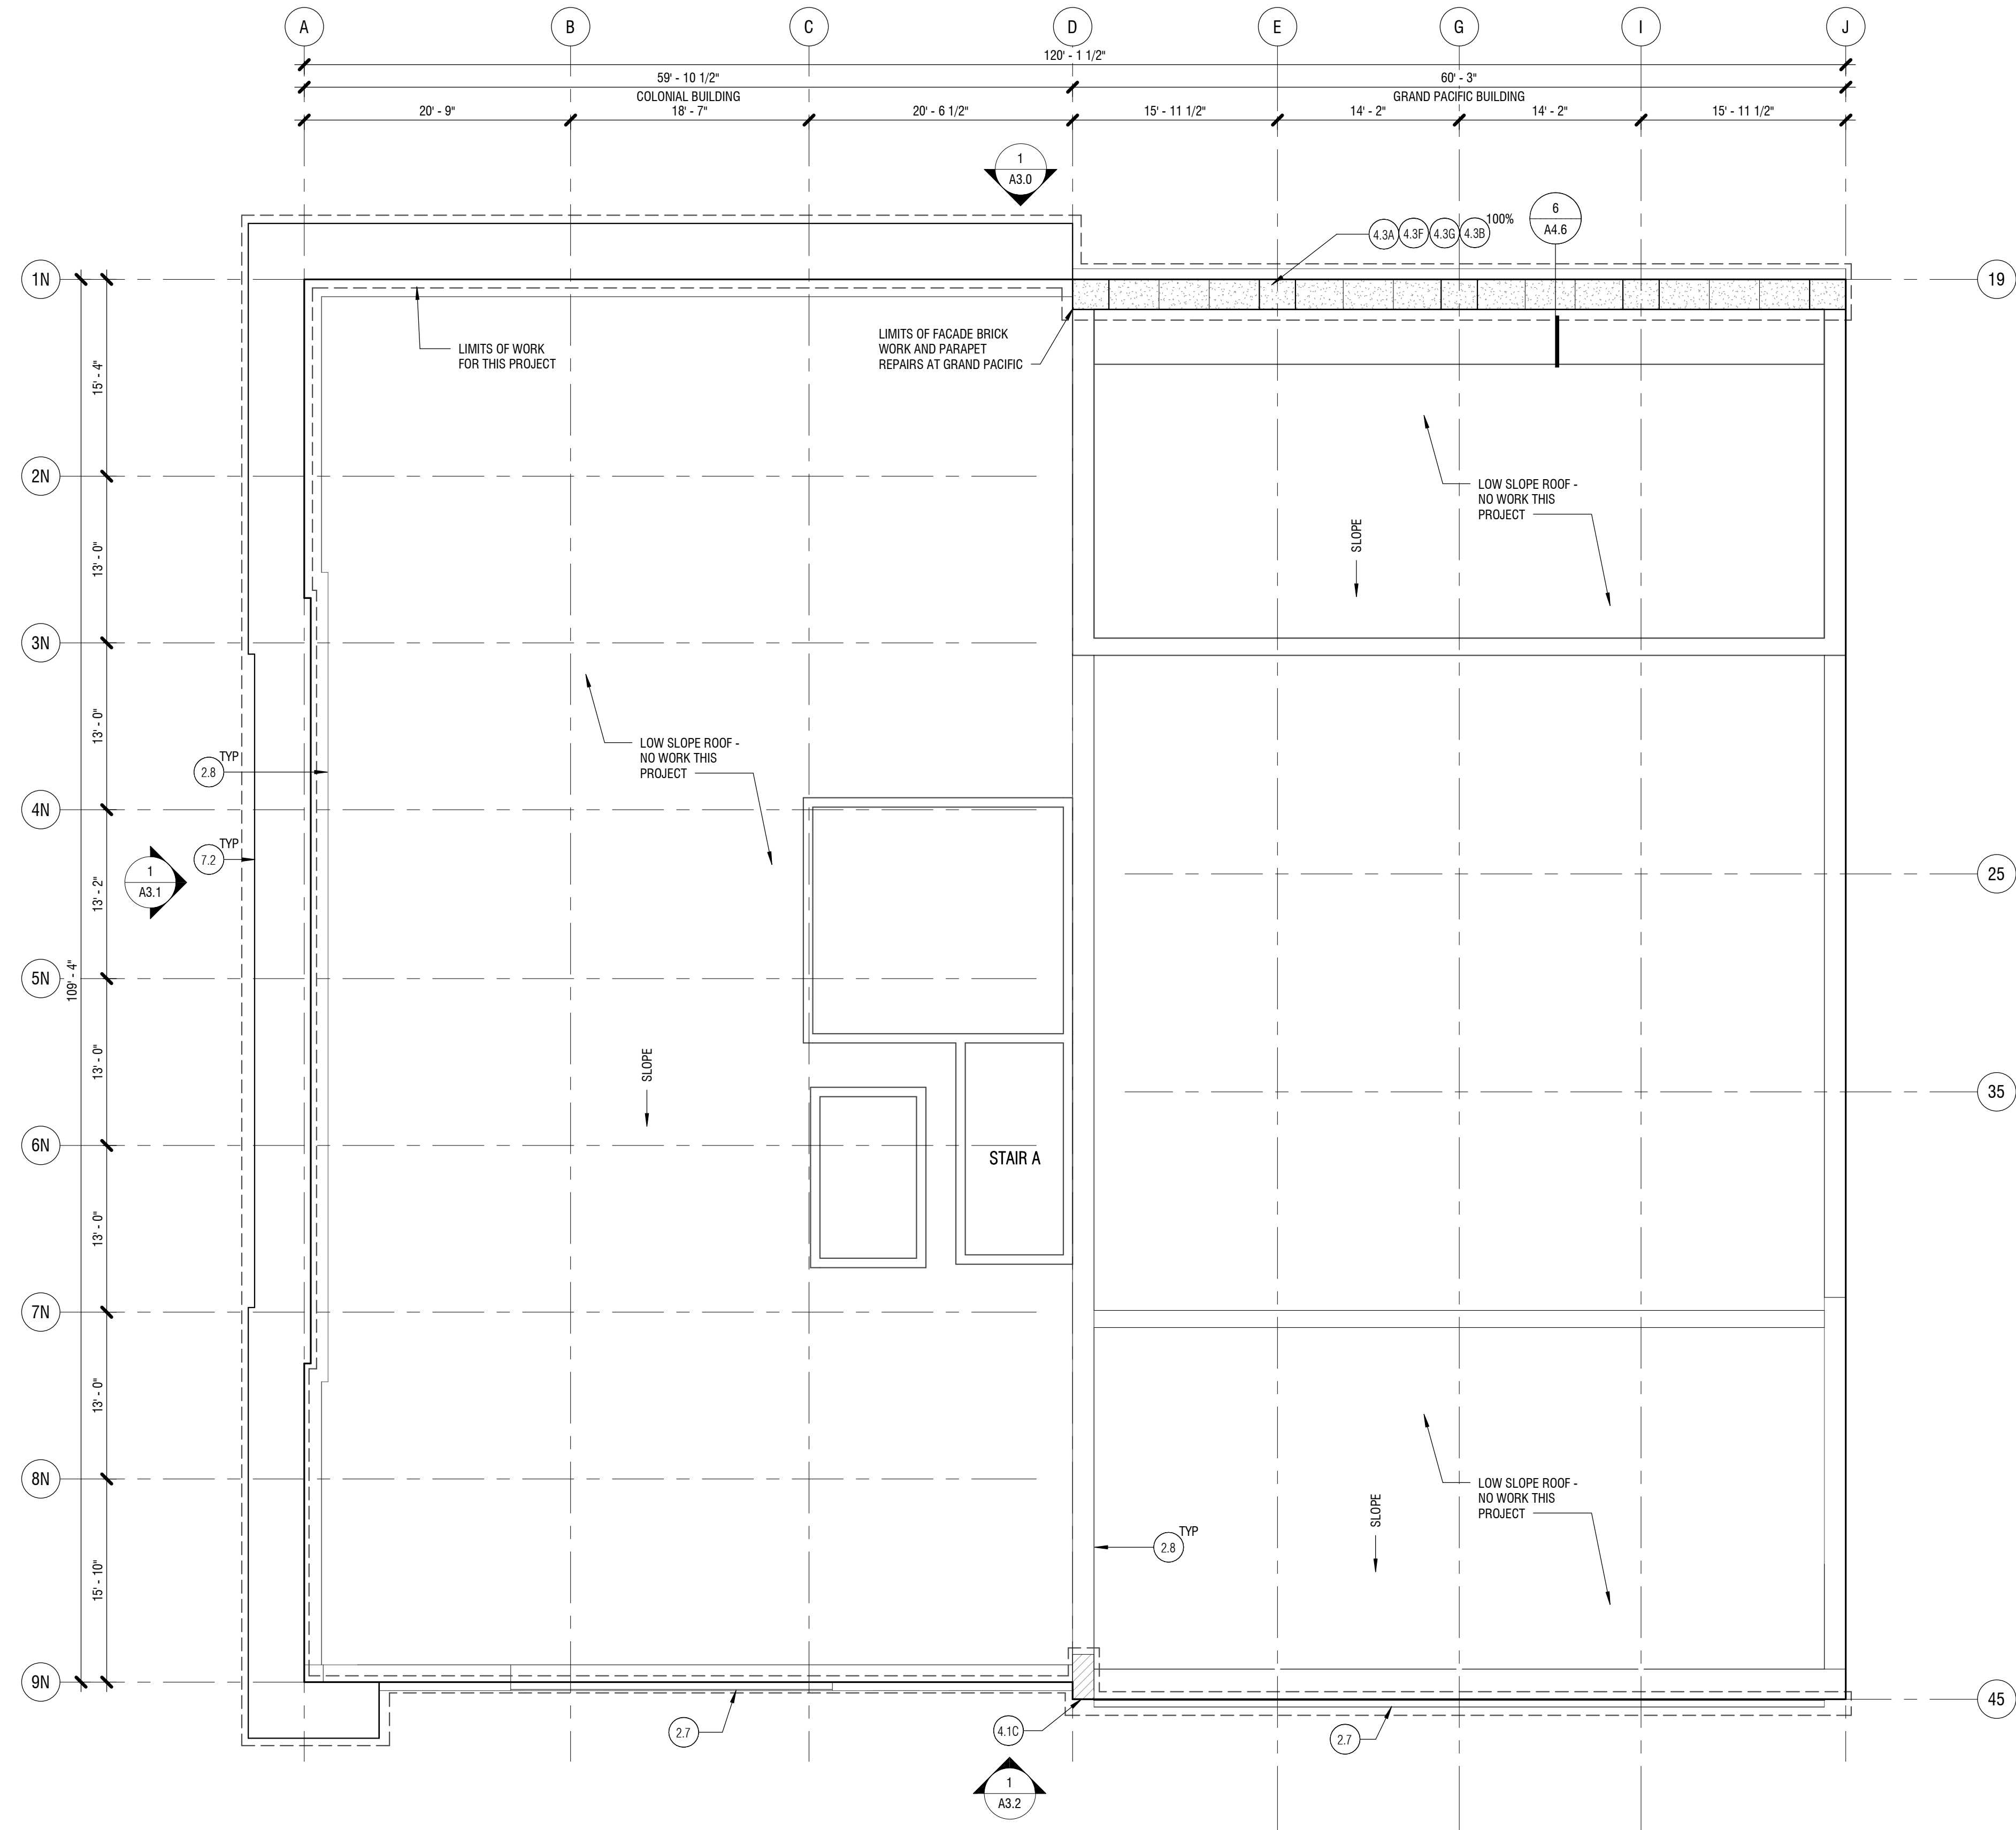 A
B
C
D
E
G
I
J
120' - 1 1/2"
59' - 10 1/2"
60' - 3"
COLONIAL BUILDING
GRAND PACIFIC BUILDING
20' - 9"
18' - 7"
20' - 6 1/2"
15' - 11 1/2"
14' - 2"
14' - 2"
15' - 11 1/2"
1
A3.0
6
A4.6
4.3A
4.3F
4.3G
4.3B
100%
1N
19
LIMITS OF WORK
FOR THIS PROJECT
LIMITS OF FACADE BRICK
WORK AND PARAPET
REPAIRS AT GRAND PACIFIC
15' - 4"
2N
LOW SLOPE ROOF -
NO WORK THIS
PROJECT
SLOPE
13' - 0"
3N
13' - 0"
LOW SLOPE ROOF -
NO WORK THIS
PROJECT
TYP
2.8
4N
TYP
7.2
1
A3.1
13' - 2"
25
5N
109' - 4"
13' - 0"
SLOPE
35
6N
STAIR A
13' - 0"
7N
13' - 0"
8N
LOW SLOPE ROOF -
NO WORK THIS
PROJECT
SLOPE
TYP
2.8
15' - 10"
9N
45
2.7
4.1C
2.7
1
A3.2